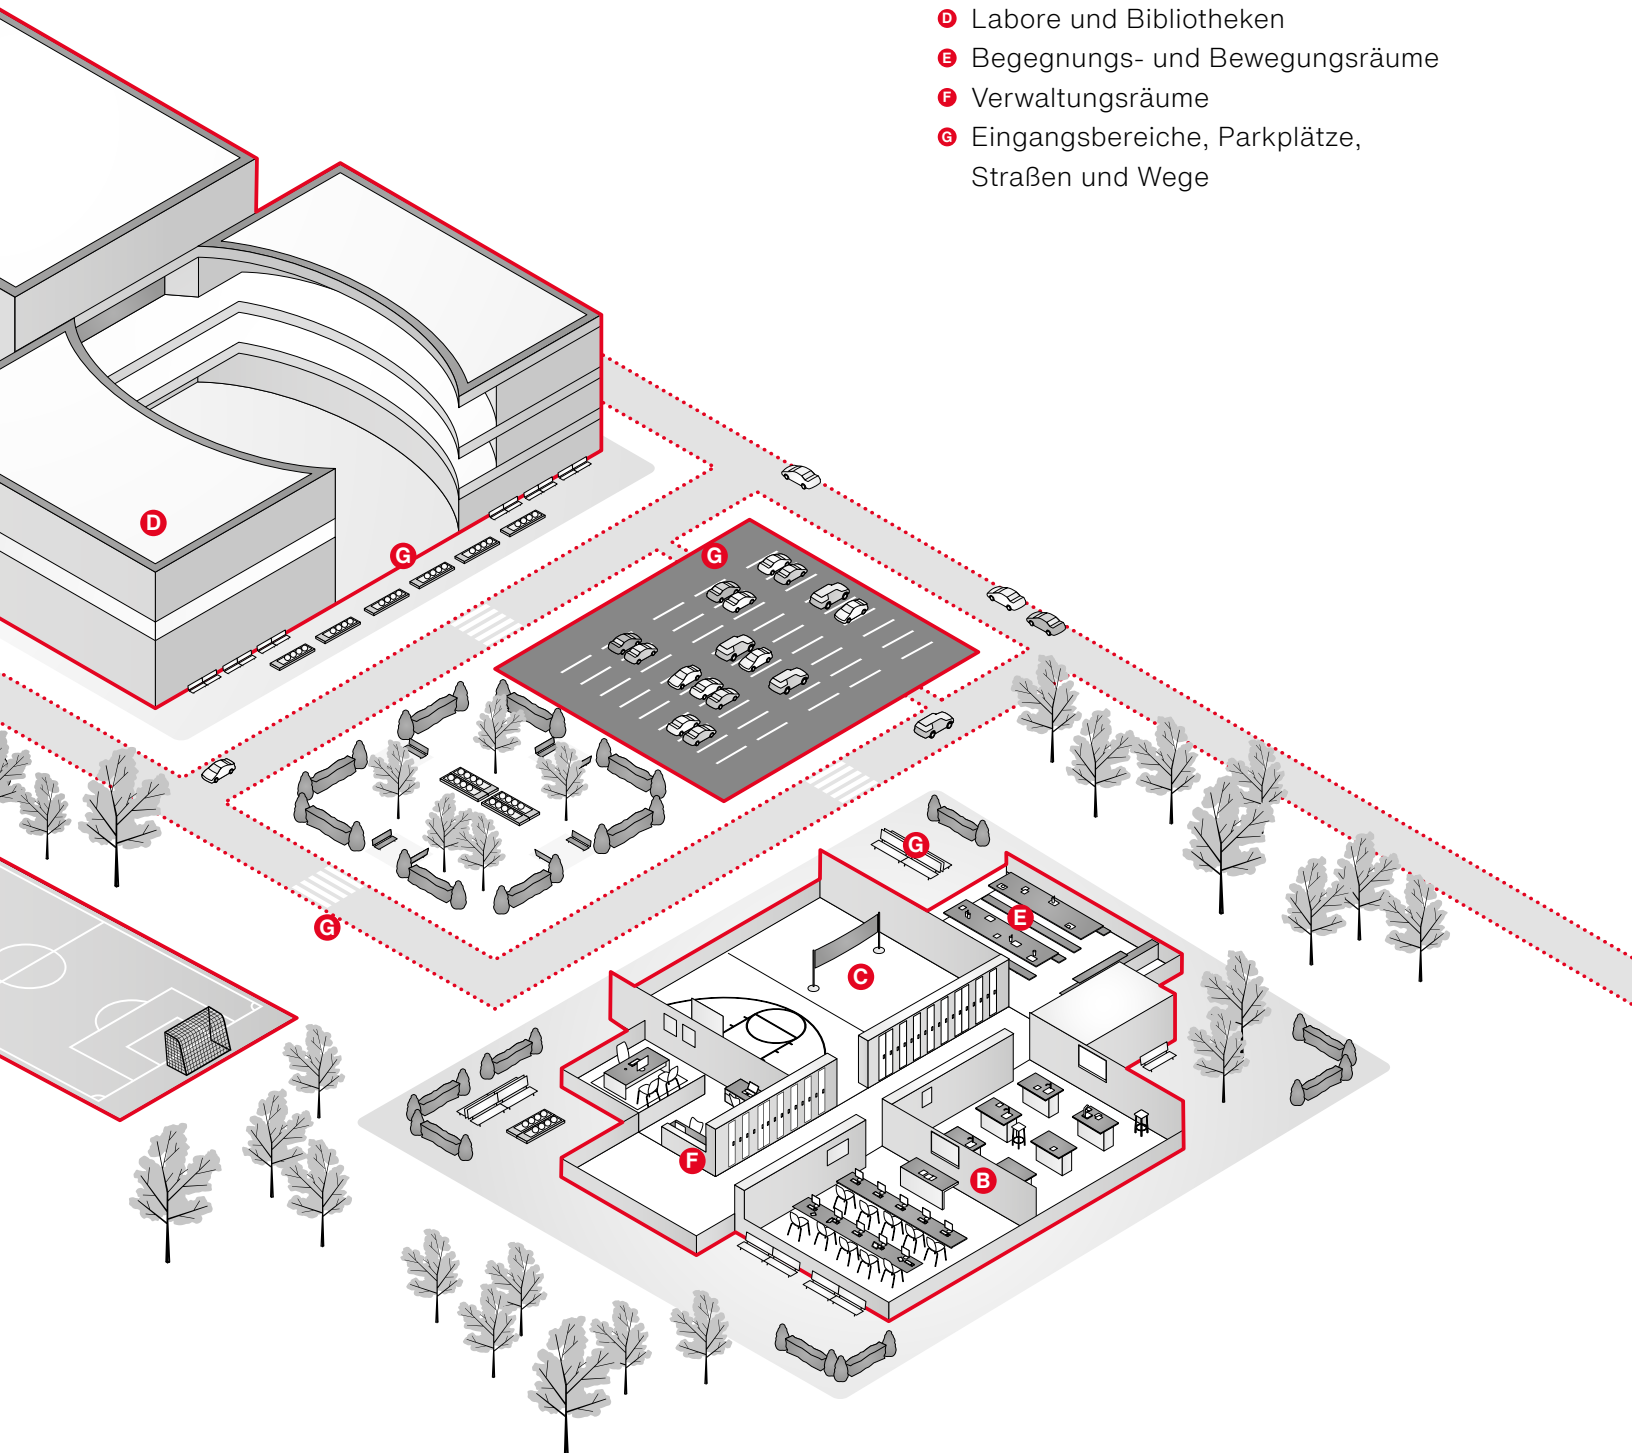 D Labore und Bibliotheken
E Begegnungs- und Bewegungsräume
F Verwaltungsräume
G Eingangsbereiche, Parkplätze,
Straßen und Wege
D
G
G
G
E
G
C
F
B